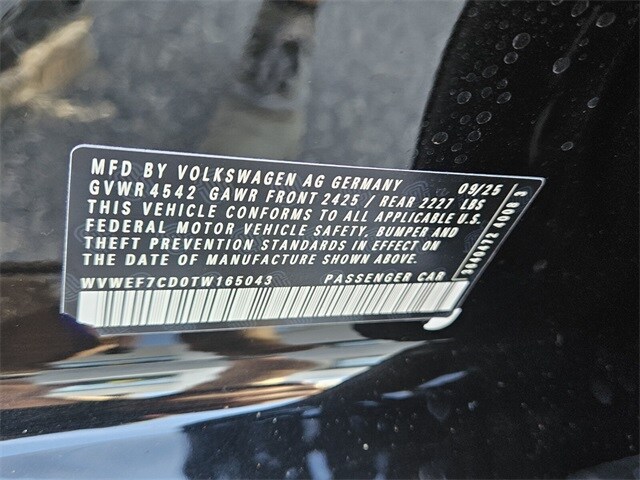 MFD BY VOLKSWAGEN AG GERMANY 09/25
GVWR 4542 GAWR FRONT 2425 / REAR 2227 LBS
THIS VEHICLE CONFORMS TO ALL APPLICABLE U.S.
FEDERAL MOTOR VEHICLE SAFETY, BUMPER AND
THEFT PREVENTION STANDARDS IN EFFECT ON
THE DATE OF MANUFACTURE SHOWN ABOVE.
WVWEF7CD0TW165043 PASSENGER CAR